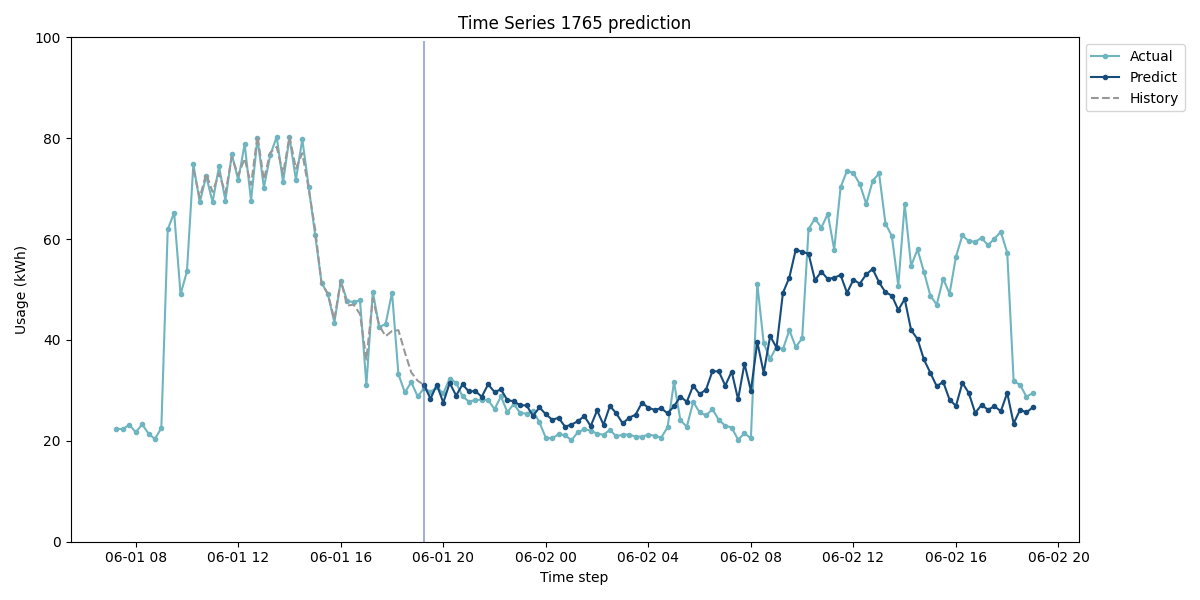 Time Series 1765 prediction
Actual
Predict
History
Usage (kWh)
100
80
60
40
20
0
06-01 08 06-01 12 06-01 16 06-01 20 06-02 00 06-02 04 06-02 08 06-02 12 06-02 16 06-02 20
Time step